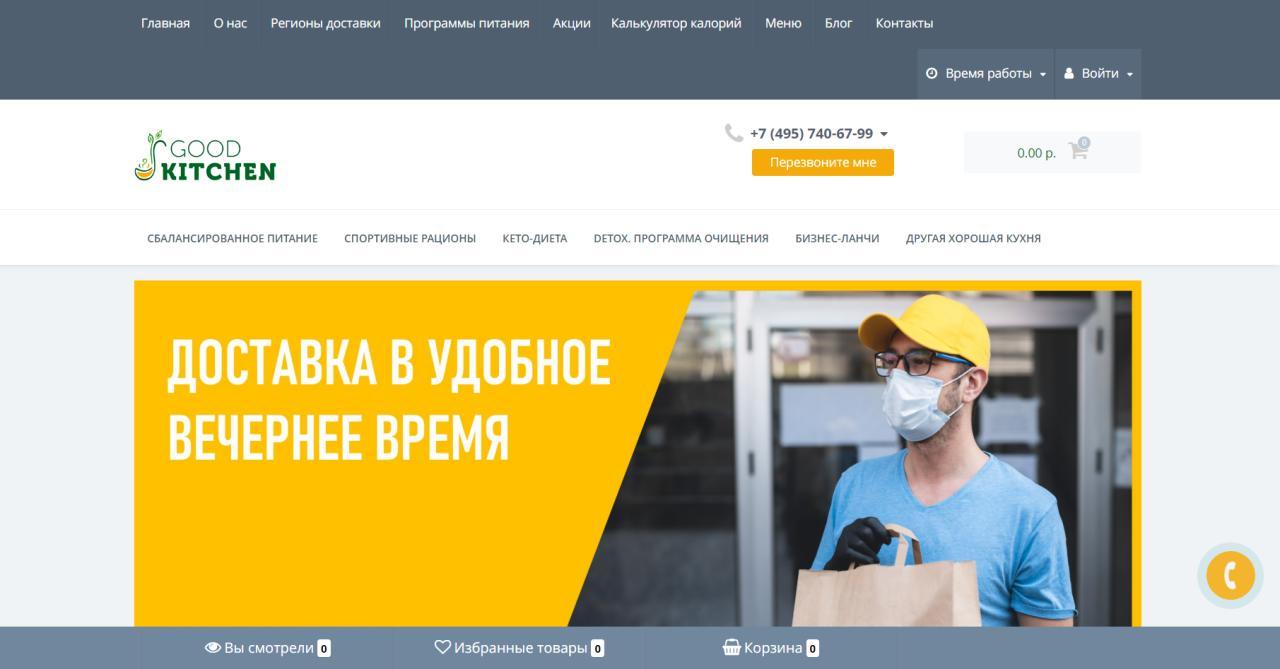 Главная О нас Регионы доставки Программы питания Акции Калькулятор калорий Меню Блог Контакты
Время работы Войти
GOOD
KITCHEN
+7 (495) 740-67-99
Перезвоните мне
0.00 р. 0
СБАЛАНСИРОВАННОЕ ПИТАНИЕ СПОРТИВНЫЕ РАЦИОНЫ КЕТО-ДИЕТА DETOX. ПРОГРАММА ОЧИЩЕНИЯ БИЗНЕС-ЛАНЧИ ДРУГАЯ ХОРОШАЯ КУХНЯ
ДОСТАВКА В УДОБНОЕ
ВЕЧЕРНЕЕ ВРЕМЯ
Вы смотрели 0 Избранные товары 0 Корзина 0